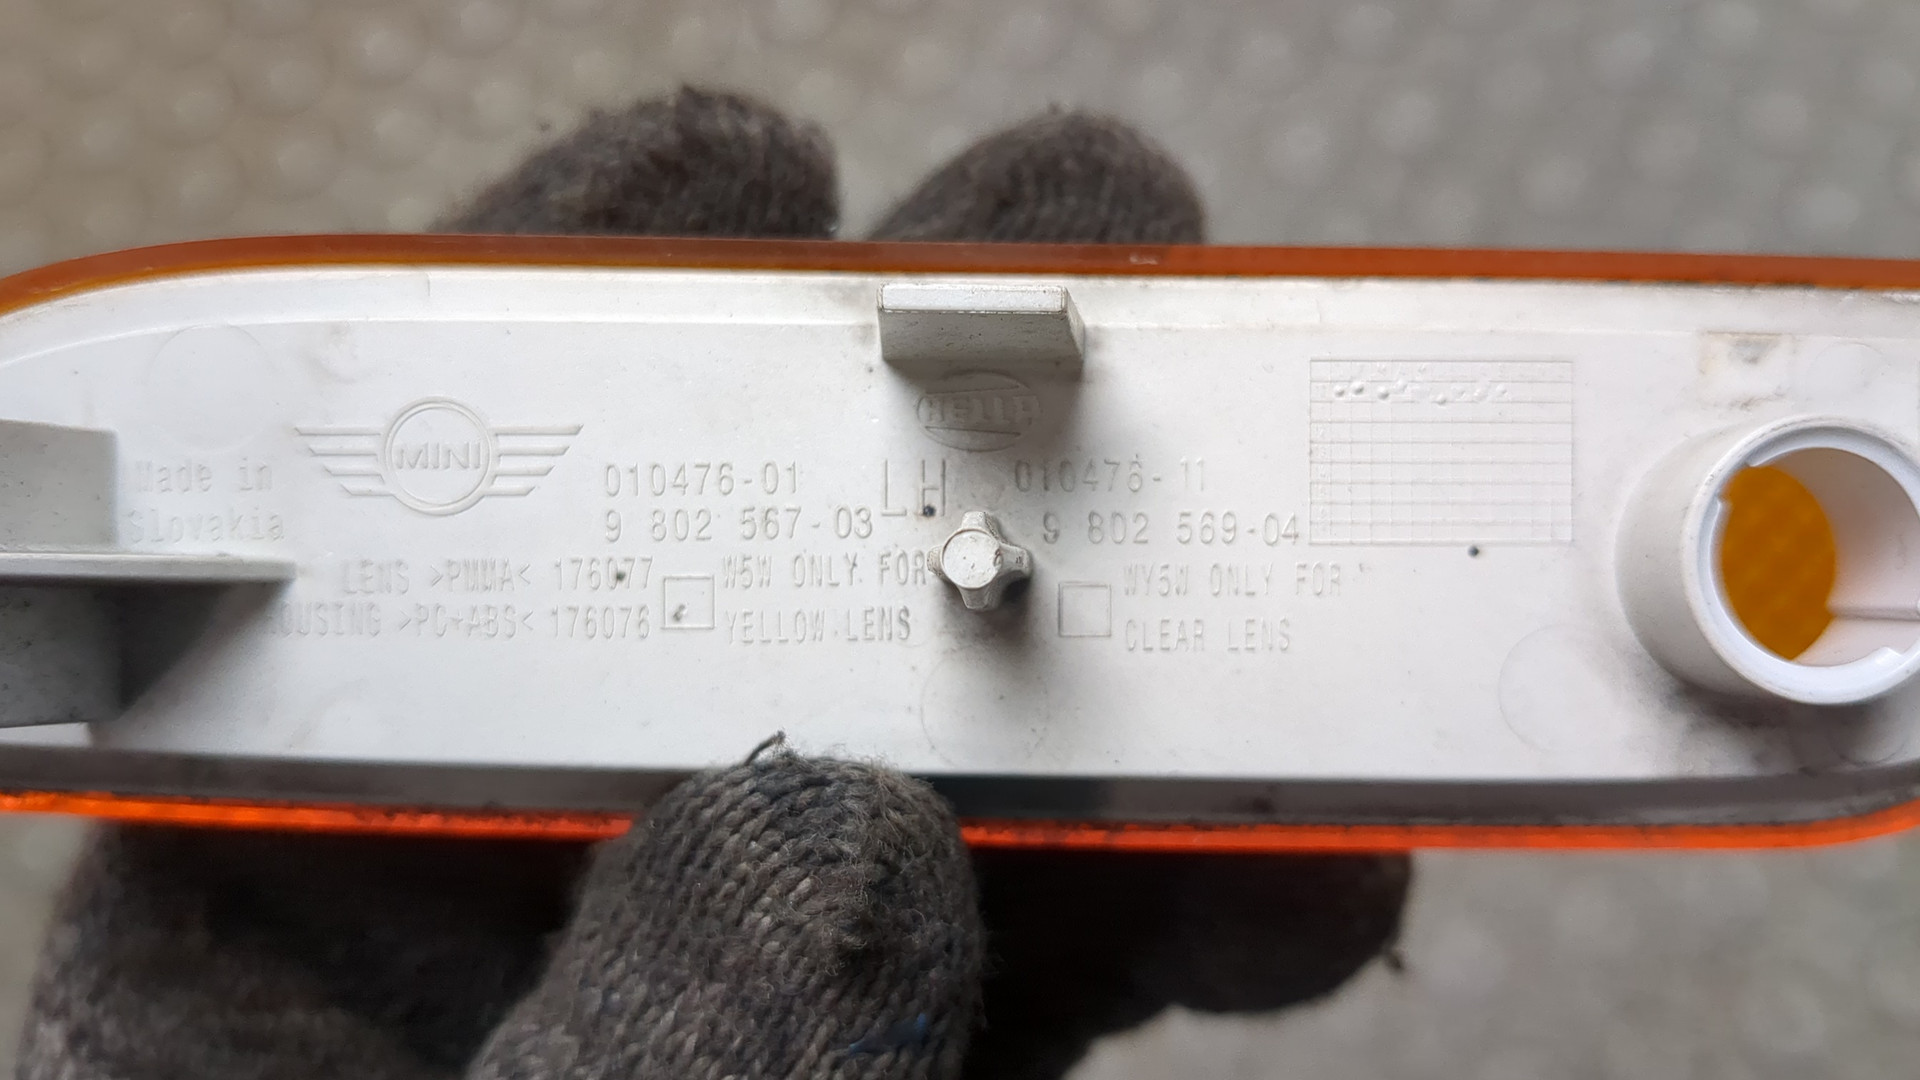 HELLA
MINI
Made in
Slovakia
010476-01
LH
010476-11
9 802 567-03
9 802 569-04
LENS >PMMA< 176077
HOUSING >PC+ABS< 176076
W5W ONLY FOR
YELLOW LENS
WY5W ONLY FOR
CLEAR LENS